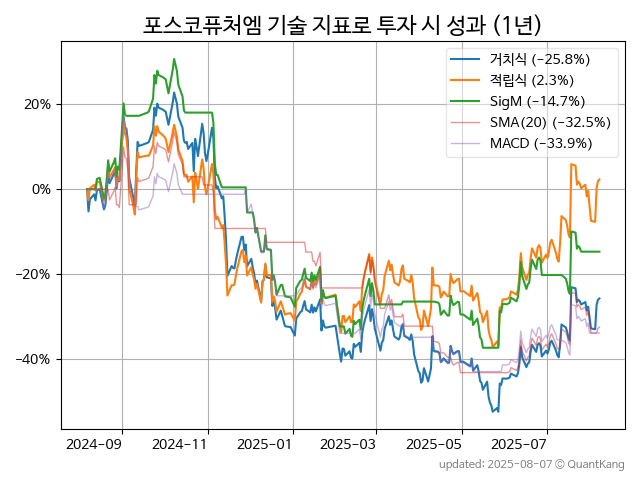 포스코퓨처엠 기술 지표로 투자 시 성과 (1년)
거치식 (−25.8%)
적립식 (2.3%)
SigM (−14.7%)
SMA(20) (−32.5%)
MACD (−33.9%)
20%
0%
−20%
−40%
2024-09 2024-11 2025-01 2025-03 2025-05 2025-07
updated: 2025-08-07 © QuantKang